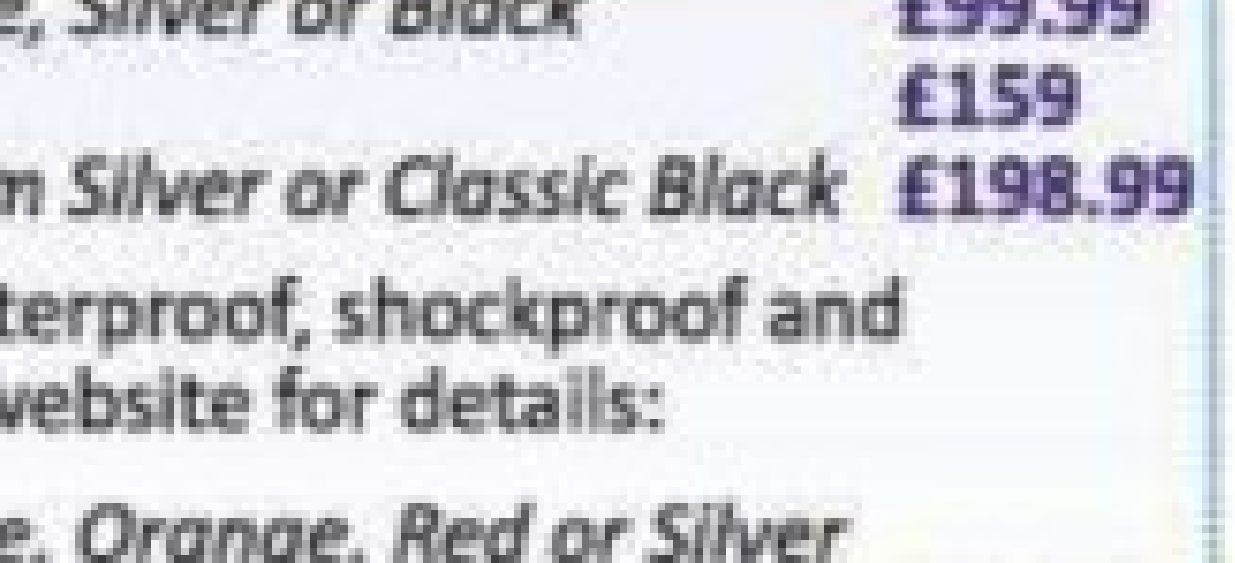 e, Silver or Black £99.99
£159
m Silver or Classic Black £198.99
terproof, shockproof and
website for details:
e, Orange, Red or Silver